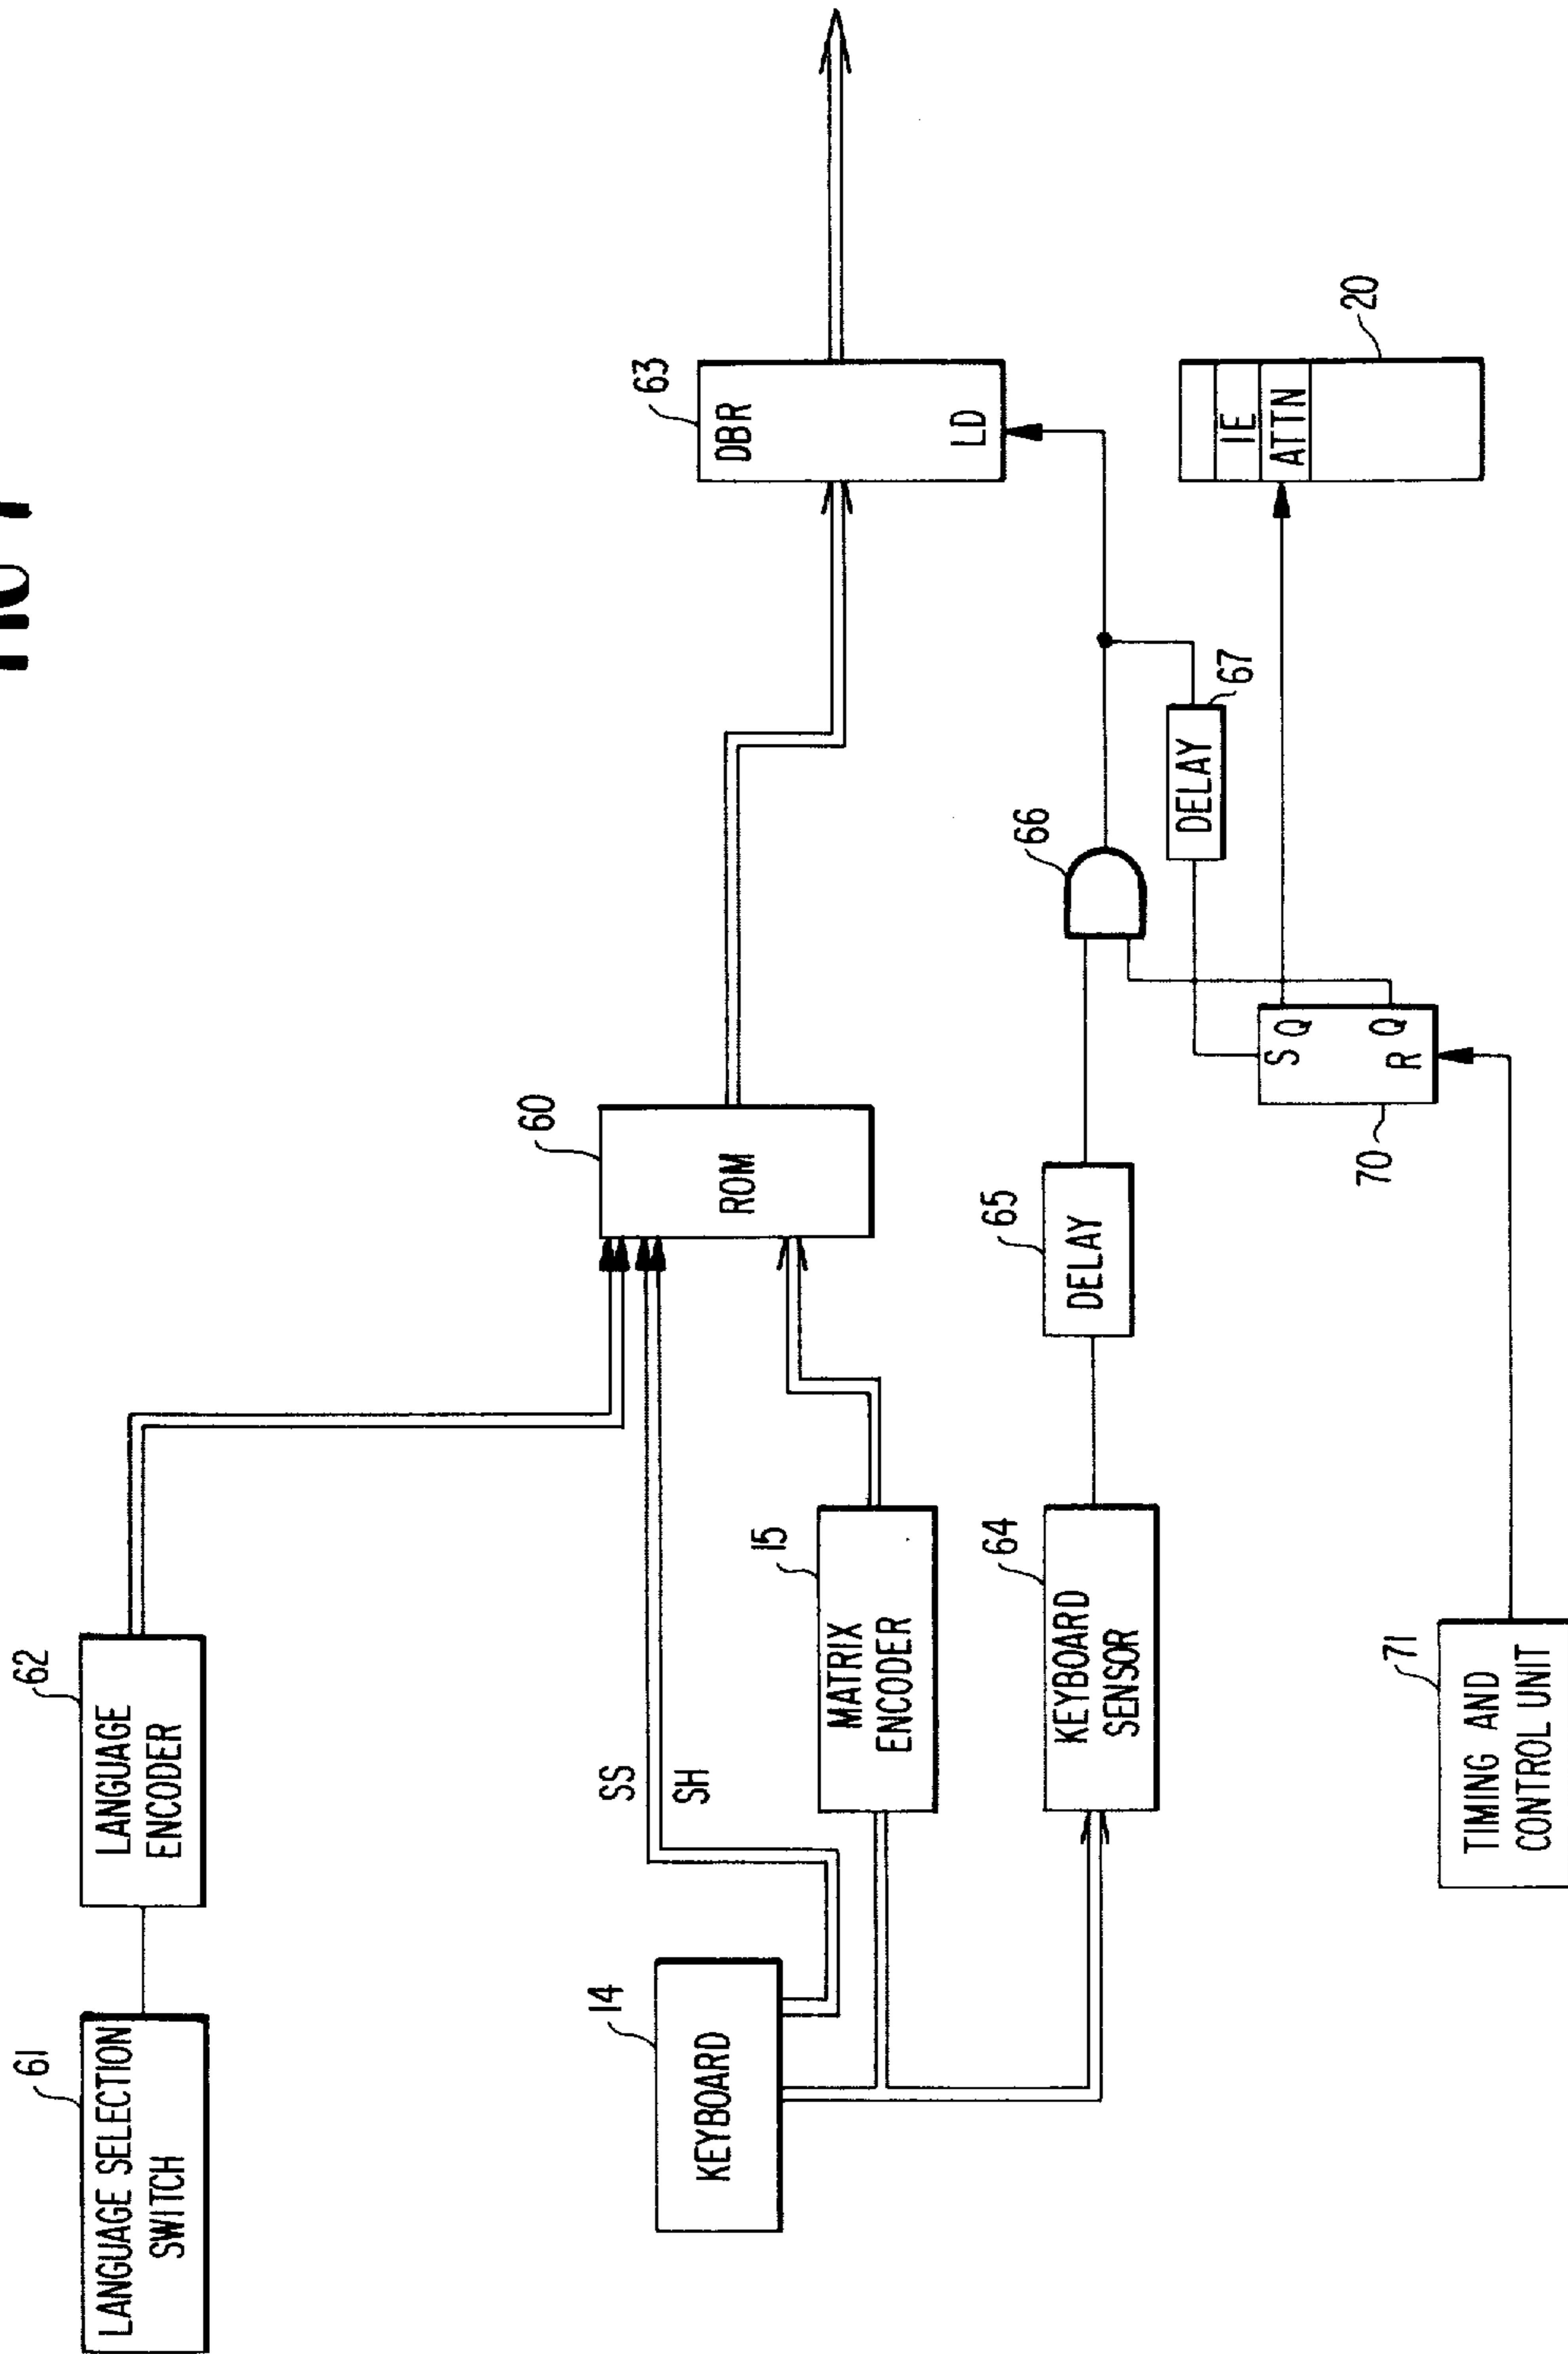 61
LANGUAGE SELECTION
SWITCH
62
LANGUAGE
ENCODER
14
KEYBOARD
SS
SH
15
MATRIX
ENCODER
64
KEYBOARD
SENSOR
60
ROM
65
DELAY
66
67
DELAY
63
DBR
LD
20
IE
ATTN
70
S
Q
R
Q
71
TIMING AND
CONTROL UNIT